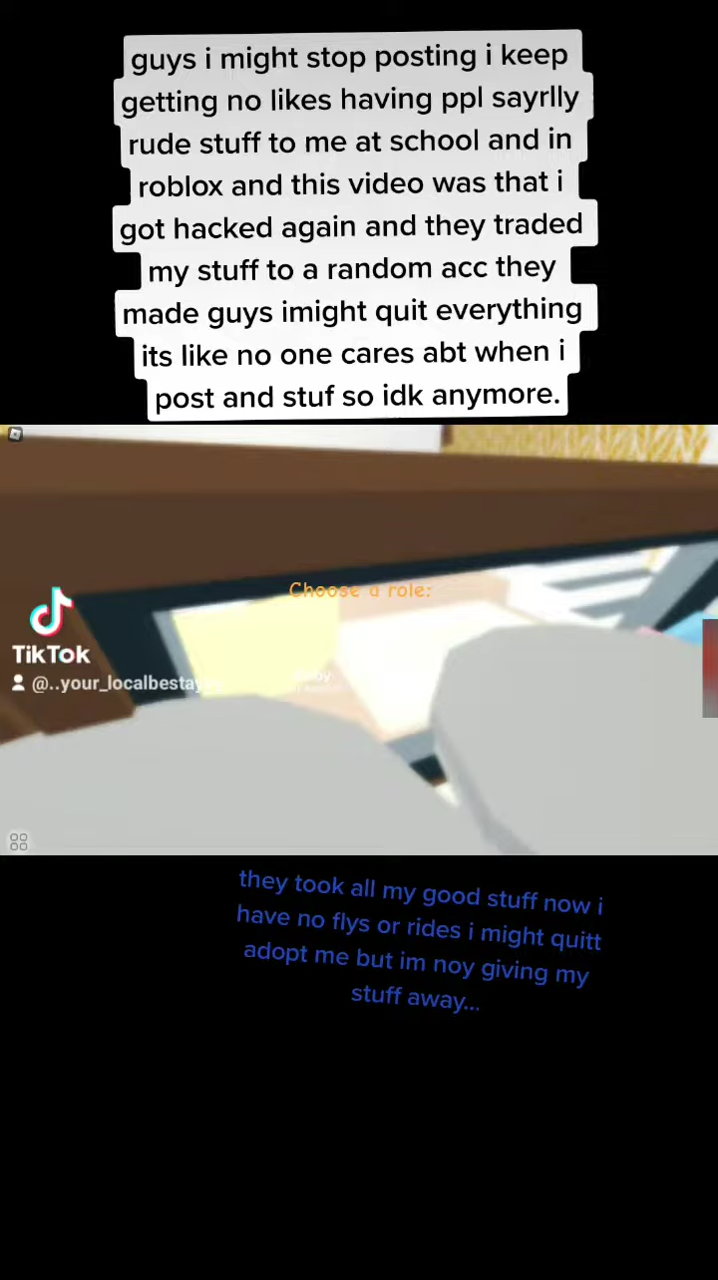 guys i might stop posting i keep
getting no likes having ppl sayrlly
rude stuff to me at school and in
roblox and this video was that i
got hacked again and they traded
my stuff to a random acc they
made guys imight quit everything
its like no one cares abt when i
post and stuf so idk anymore.
Choose a role:
TikTok
@..your_localbestay
they took all my good stuff now i
have no flys or rides i might quitt
adopt me but im noy giving my
stuff away...